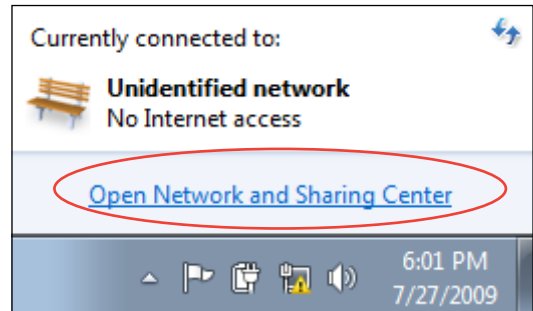 Currently connected to:
Unidentified network
No Internet access
Open Network and Sharing Center
6:01 PM
7/27/2009